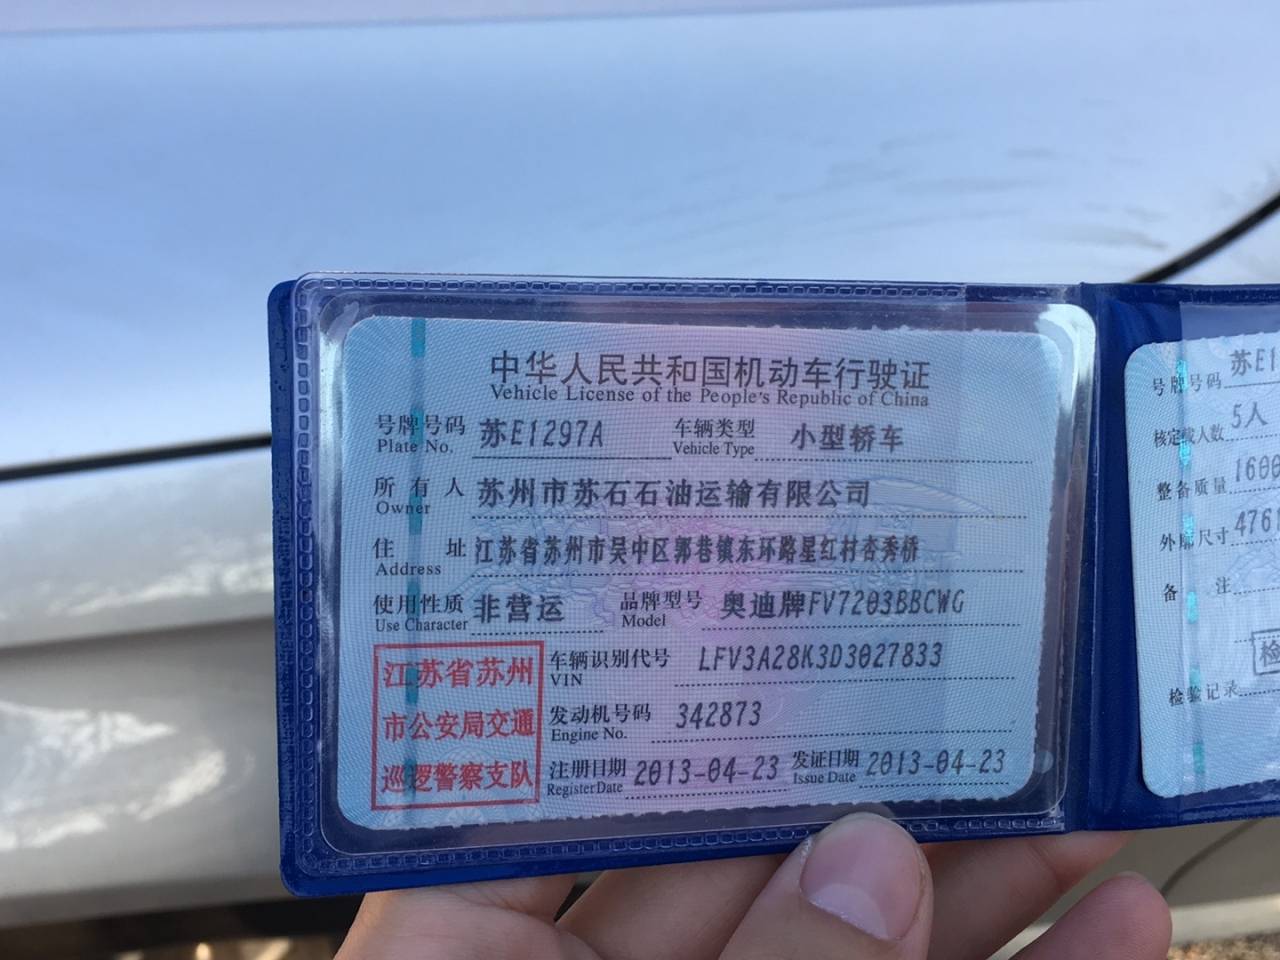 中华人民共和国机动车行驶证
Vehicle License of the People's Republic of China
号牌号码 苏E1297A 车辆类型 小型轿车
Plate No. Vehicle Type
所有人 苏州市苏石石油运输有限公司
Owner
住址 江苏省苏州市吴中区郭巷镇东环路星红村杏秀桥
Address
使用性质 非营运 品牌型号 奥迪牌FV7203BBCWG
Use Character Model
江苏省苏州
市公安局交通
巡逻警察支队
车辆识别代号 LFV3A28K3D3027833
VIN
发动机号码 342873
Engine No.
注册日期 2013-04-23 发证日期 2013-04-23
Register Date Issue Date
号牌号码 苏E1
核定载人数 5人
整备质量 1600
外廓尺寸 476
备注
检
检验记录